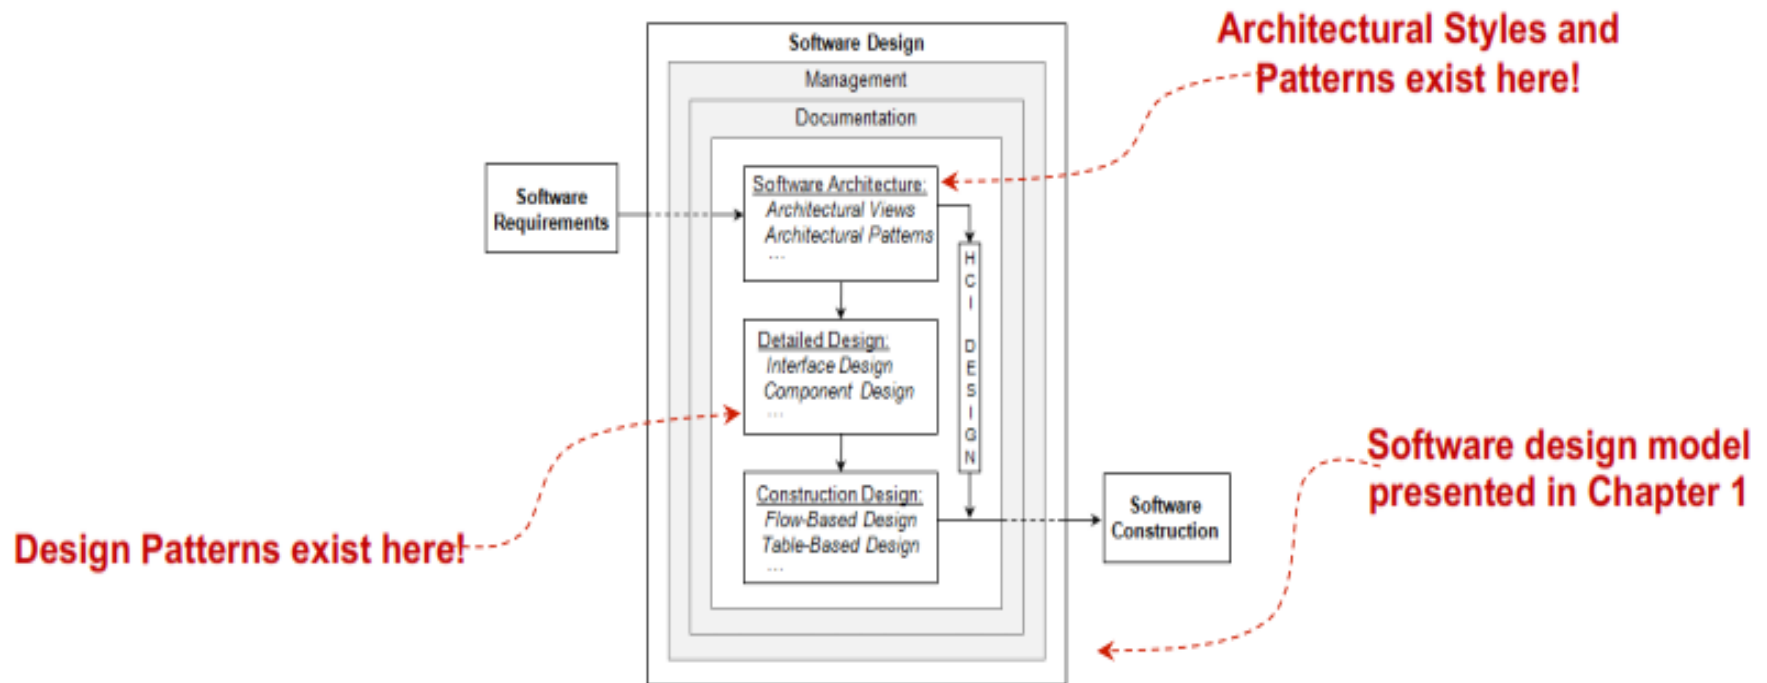 Architectural Styles and
Patterns exist here!
Software Design
Management
Documentation
Software
Requirements
Software Architecture:
Architectural Views
Architectural Patterns
...
HCI DESIGN
Detailed Design:
Interface Design
Component Design
...
Construction Design:
Flow-Based Design
Table-Based Design
...
Design Patterns exist here!
Software design model
presented in Chapter 1
Software
Construction